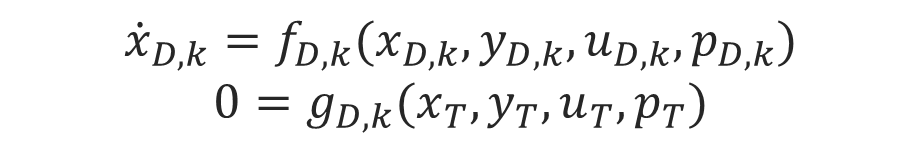 ẋ_{D,k} = f_{D,k}(x_{D,k}, y_{D,k}, u_{D,k}, p_{D,k})
0 = g_{D,k}(x_T, y_T, u_T, p_T)